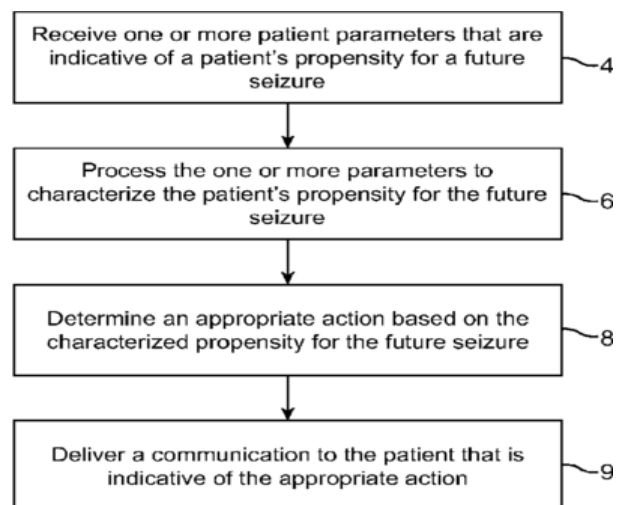 Receive one or more patient parameters that are
indicative of a patient's propensity for a future
seizure
4
Process the one or more parameters to
characterize the patient's propensity for the future
seizure
6
Determine an appropriate action based on the
characterized propensity for the future seizure
8
Deliver a communication to the patient that is
indicative of the appropriate action
9